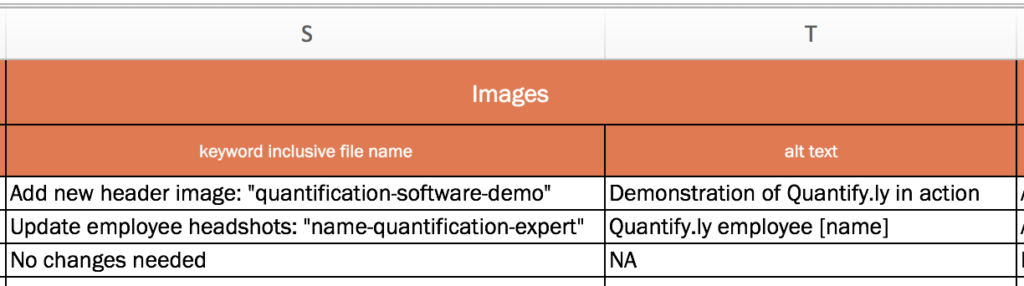 S T
Images
keyword inclusive file name alt text
Add new header image: "quantification-software-demo" Demonstration of Quantify.ly in action
Update employee headshots: "name-quantification-expert" Quantify.ly employee [name]
No changes needed NA